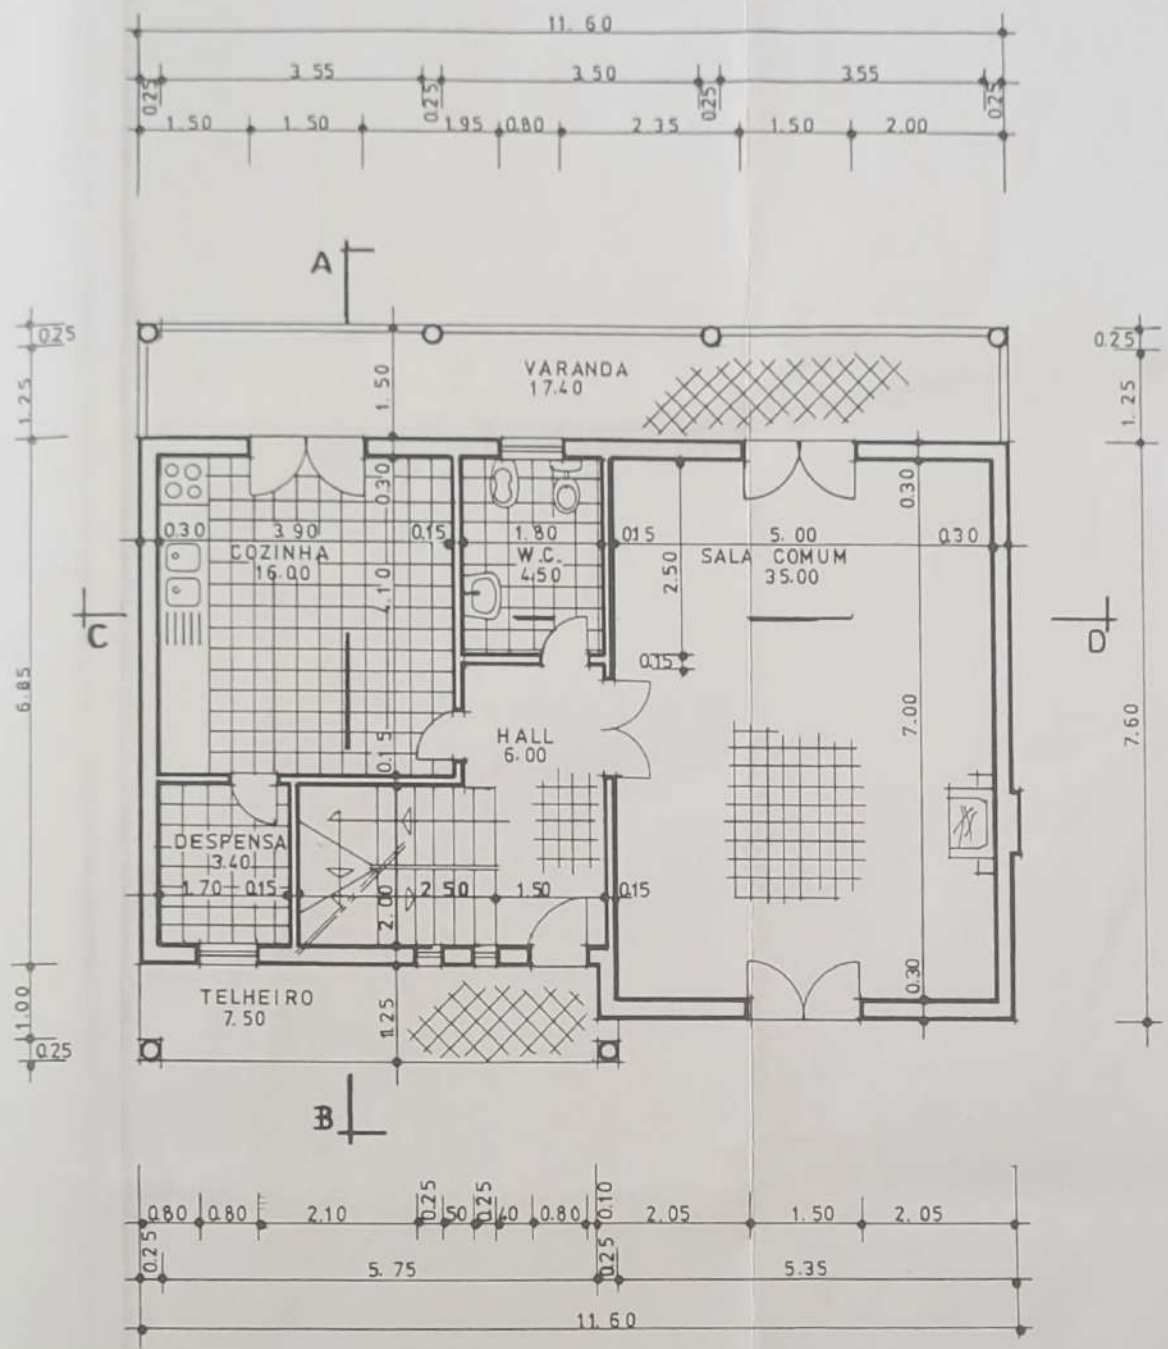 11.60
3.55 3.50 3.55
0.25 0.25 0.25 0.25
1.50 1.50 1.95 0.80 2.35 1.50 2.00
A
0.25 0.25
VARANDA
17.40
1.50
1.25 1.25
0.30 0.30
0.30 3.90 0.15 1.80 0.15 5.00 0.30
COZINHA W.C. SALA COMUM
16.00 4.50 35.00
4.10 2.50
C D
0.15
6.85 7.00 7.60
HALL
6.00
0.15
DESPENSA
3.40
1.70 0.15 2.50 1.50 0.15
2.00
0.30
TELHEIRO
7.50
1.00 1.25
0.25
B
0.80 0.80 2.10 0.25 50 0.25 40 0.80 0.10 2.05 1.50 2.05
0.25 5.75 0.25 5.35
11.60